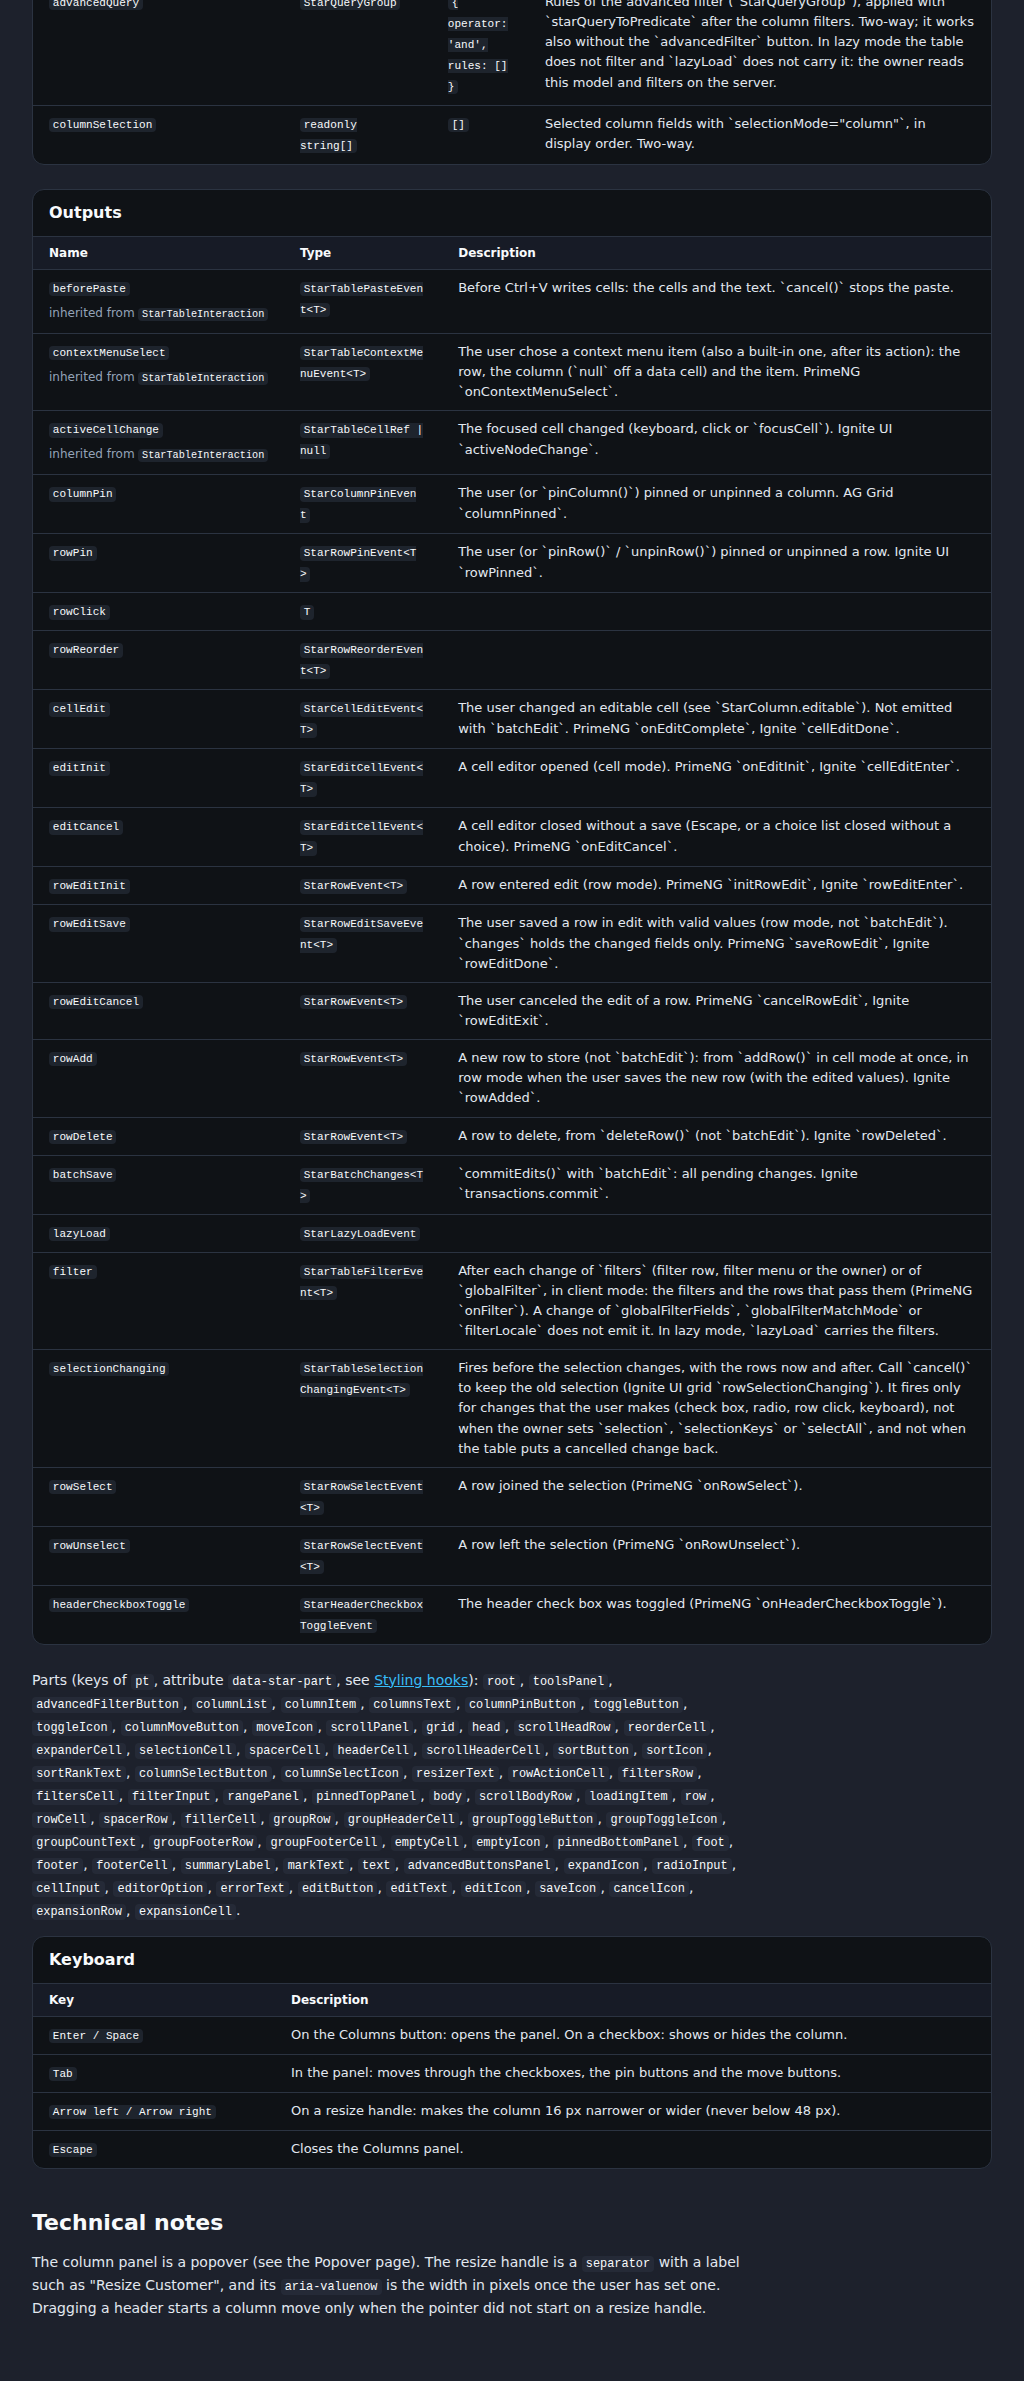 advancedQuery StarQueryGroup { Rules of the advanced filter (`StarQueryGroup`), applied with
operator: `starQueryToPredicate` after the column filters. Two-way; it works
'and', also without the `advancedFilter` button. In lazy mode the table
rules: [] does not filter and `lazyLoad` does not carry it: the owner reads
} this model and filters on the server.
columnSelection readonly [] Selected column fields with `selectionMode="column"`, in
string[] display order. Two-way.
Outputs
Name Type Description
beforePaste StarTablePasteEven Before Ctrl+V writes cells: the cells and the text. `cancel()` stops the paste.
inherited from StarTableInteraction t<T>
contextMenuSelect StarTableContextMe The user chose a context menu item (also a built-in one, after its action): the
inherited from StarTableInteraction nuEvent<T> row, the column (`null` off a data cell) and the item. PrimeNG
`onContextMenuSelect`.
activeCellChange StarTableCellRef | The focused cell changed (keyboard, click or `focusCell`). Ignite UI
inherited from StarTableInteraction null `activeNodeChange`.
columnPin StarColumnPinEven The user (or `pinColumn()`) pinned or unpinned a column. AG Grid
t `columnPinned`.
rowPin StarRowPinEvent<T The user (or `pinRow()` / `unpinRow()`) pinned or unpinned a row. Ignite UI
> `rowPinned`.
rowClick T
rowReorder StarRowReorderEven
t<T>
cellEdit StarCellEditEvent< The user changed an editable cell (see `StarColumn.editable`). Not emitted
T> with `batchEdit`. PrimeNG `onEditComplete`, Ignite `cellEditDone`.
editInit StarEditCellEvent< A cell editor opened (cell mode). PrimeNG `onEditInit`, Ignite `cellEditEnter`.
T>
editCancel StarEditCellEvent< A cell editor closed without a save (Escape, or a choice list closed without a
T> choice). PrimeNG `onEditCancel`.
rowEditInit StarRowEvent<T> A row entered edit (row mode). PrimeNG `initRowEdit`, Ignite `rowEditEnter`.
rowEditSave StarRowEditSaveEve The user saved a row in edit with valid values (row mode, not `batchEdit`).
nt<T> `changes` holds the changed fields only. PrimeNG `saveRowEdit`, Ignite
`rowEditDone`.
rowEditCancel StarRowEvent<T> The user canceled the edit of a row. PrimeNG `cancelRowEdit`, Ignite
`rowEditExit`.
rowAdd StarRowEvent<T> A new row to store (not `batchEdit`): from `addRow()` in cell mode at once, in
row mode when the user saves the new row (with the edited values). Ignite
`rowAdded`.
rowDelete StarRowEvent<T> A row to delete, from `deleteRow()` (not `batchEdit`). Ignite `rowDeleted`.
batchSave StarBatchChanges<T `commitEdits()` with `batchEdit`: all pending changes. Ignite
> `transactions.commit`.
lazyLoad StarLazyLoadEvent
filter StarTableFilterEve After each change of `filters` (filter row, filter menu or the owner) or of
nt<T> `globalFilter`, in client mode: the filters and the rows that pass them (PrimeNG
`onFilter`). A change of `globalFilterFields`, `globalFilterMatchMode` or
`filterLocale` does not emit it. In lazy mode, `lazyLoad` carries the filters.
selectionChanging StarTableSelection Fires before the selection changes, with the rows now and after. Call `cancel()`
ChangingEvent<T> to keep the old selection (Ignite UI grid `rowSelectionChanging`). It fires only
for changes that the user makes (check box, radio, row click, keyboard), not
when the owner sets `selection`, `selectionKeys` or `selectAll`, and not when
the table puts a cancelled change back.
rowSelect StarRowSelectEvent A row joined the selection (PrimeNG `onRowSelect`).
<T>
rowUnselect StarRowSelectEvent A row left the selection (PrimeNG `onRowUnselect`).
<T>
headerCheckboxToggle StarHeaderCheckbox The header check box was toggled (PrimeNG `onHeaderCheckboxToggle`).
ToggleEvent
Parts (keys of pt, attribute data-star-part, see Styling hooks): root, toolsPanel,
advancedFilterButton, columnList, columnItem, columnsText, columnPinButton, toggleButton,
toggleIcon, columnMoveButton, moveIcon, scrollPanel, grid, head, scrollHeadRow, reorderCell,
expanderCell, selectionCell, spacerCell, headerCell, scrollHeaderCell, sortButton, sortIcon,
sortRankText, columnSelectButton, columnSelectIcon, resizerText, rowActionCell, filtersRow,
filtersCell, filterInput, rangePanel, pinnedTopPanel, body, scrollBodyRow, loadingItem, row,
rowCell, spacerRow, fillerCell, groupRow, groupHeaderCell, groupToggleButton, groupToggleIcon,
groupCountText, groupFooterRow, groupFooterCell, emptyCell, emptyIcon, pinnedBottomPanel, foot,
footer, footerCell, summaryLabel, markText, text, advancedButtonsPanel, expandIcon, radioInput,
cellInput, editorOption, errorText, editButton, editText, editIcon, saveIcon, cancelIcon,
expansionRow, expansionCell.
Keyboard
Key Description
Enter / Space On the Columns button: opens the panel. On a checkbox: shows or hides the column.
Tab In the panel: moves through the checkboxes, the pin buttons and the move buttons.
Arrow left / Arrow right On a resize handle: makes the column 16 px narrower or wider (never below 48 px).
Escape Closes the Columns panel.
Technical notes
The column panel is a popover (see the Popover page). The resize handle is a separator with a label
such as "Resize Customer", and its aria-valuenow is the width in pixels once the user has set one.
Dragging a header starts a column move only when the pointer did not start on a resize handle.